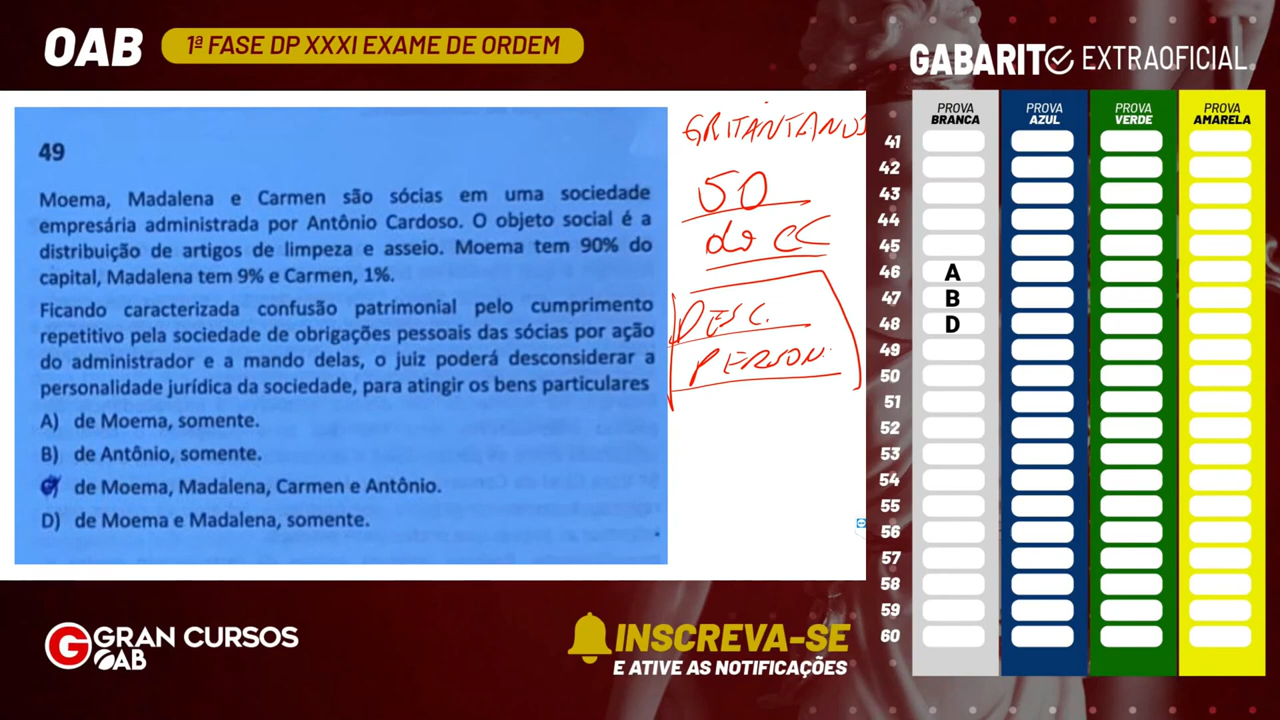 OAB
1ª FASE DP XXXI EXAME DE ORDEM
49
Moema, Madalena e Carmen são sócias em uma sociedade
empresária administrada por Antônio Cardoso. O objeto social é a
distribuição de artigos de limpeza e asseio. Moema tem 90% do
capital, Madalena tem 9% e Carmen, 1%.
Ficando caracterizada confusão patrimonial pelo cumprimento
repetitivo pela sociedade de obrigações pessoais das sócias por ação
do administrador e a mando delas, o juiz poderá desconsiderar a
personalidade jurídica da sociedade, para atingir os bens particulares
A) de Moema, somente.
B) de Antônio, somente.
de Moema, Madalena, Carmen e Antônio.
D) de Moema e Madalena, somente.
50
do CC
DESC.
PERSON.
GABARITO EXTRAOFICIAL
PROVA BRANCA
PROVA AZUL
PROVA VERDE
PROVA AMARELA
41
42
43
44
45
46 A
47 B
48 D
49
50
51
52
53
54
55
56
57
58
59
60
G GRAN CURSOS
OAB
INSCREVA-SE
E ATIVE AS NOTIFICAÇÕES